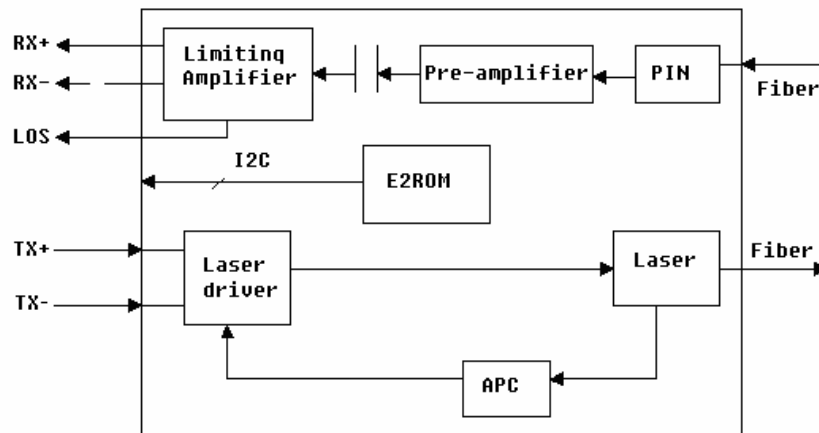 RX+
Limitinq
Amplifier
Pre-amplifier
PIN
RX-
Fiber
LOS
I2C
E2ROM
TX+
Laser
driver
Laser
Fiber
TX-
APC